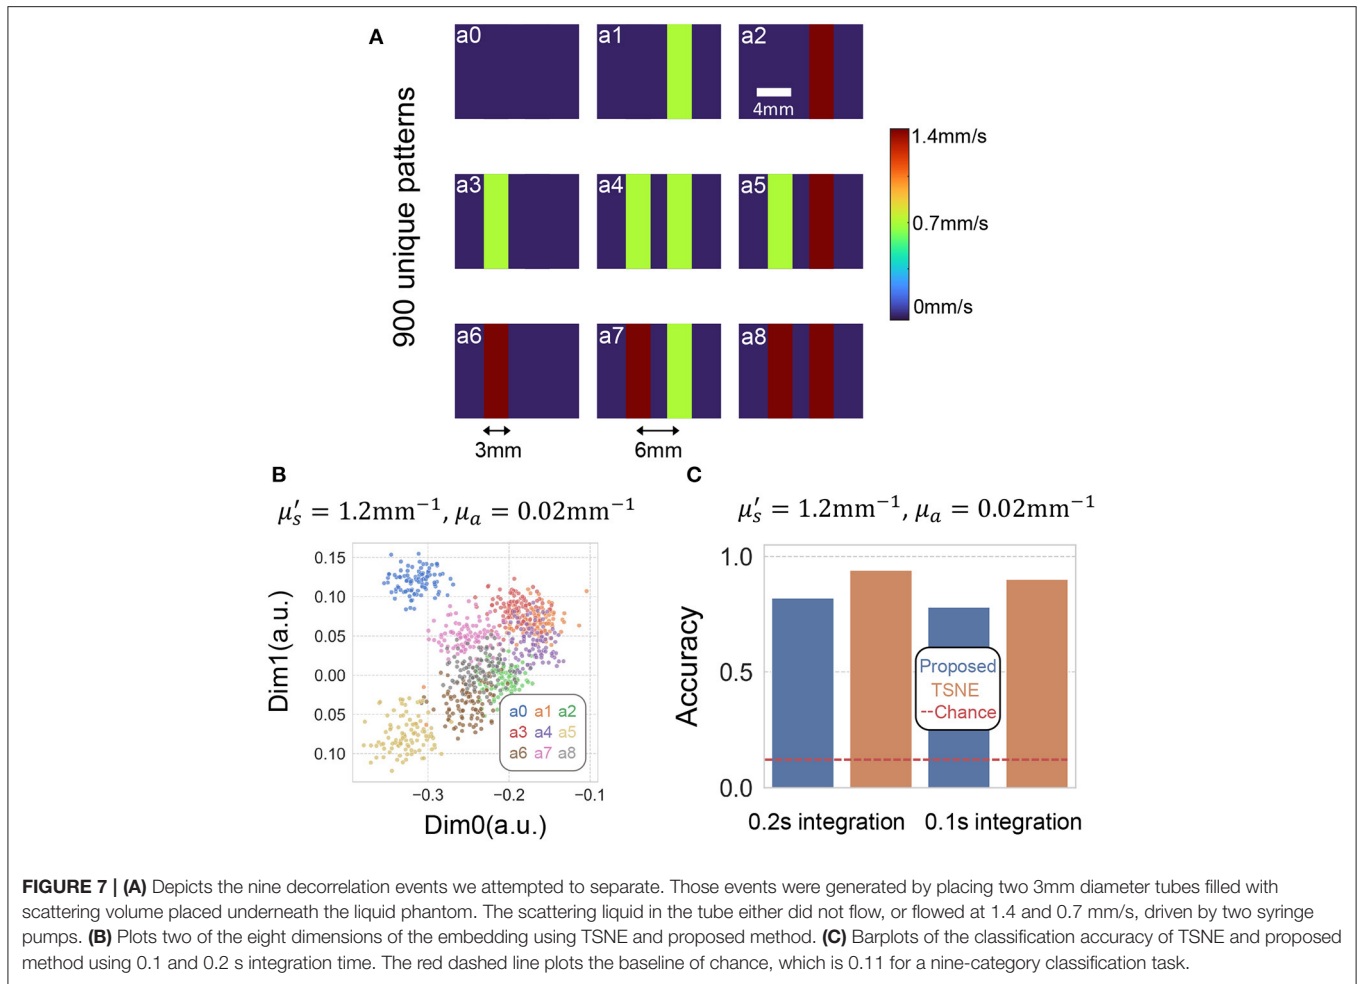 A
900 unique patterns
a0
a1
a2
4mm
a3
a4
a5
a6
a7
a8
3mm
6mm
1.4mm/s
0.7mm/s
0mm/s
B
μ′ₛ = 1.2mm⁻¹, μₐ = 0.02mm⁻¹
Dim1(a.u.)
0.15
0.10
0.05
0.00
0.05
0.10
a0 a1 a2
a3 a4 a5
a6 a7 a8
−0.3 −0.2 −0.1
Dim0(a.u.)
C
μ′ₛ = 1.2mm⁻¹, μₐ = 0.02mm⁻¹
Accuracy
1.0
0.5
0.0
Proposed
TSNE
--Chance
0.2s integration 0.1s integration
FIGURE 7 | (A) Depicts the nine decorrelation events we attempted to separate. Those events were generated by placing two 3mm diameter tubes filled with
scattering volume placed underneath the liquid phantom. The scattering liquid in the tube either did not flow, or flowed at 1.4 and 0.7 mm/s, driven by two syringe
pumps. (B) Plots two of the eight dimensions of the embedding using TSNE and proposed method. (C) Barplots of the classification accuracy of TSNE and proposed
method using 0.1 and 0.2 s integration time. The red dashed line plots the baseline of chance, which is 0.11 for a nine-category classification task.